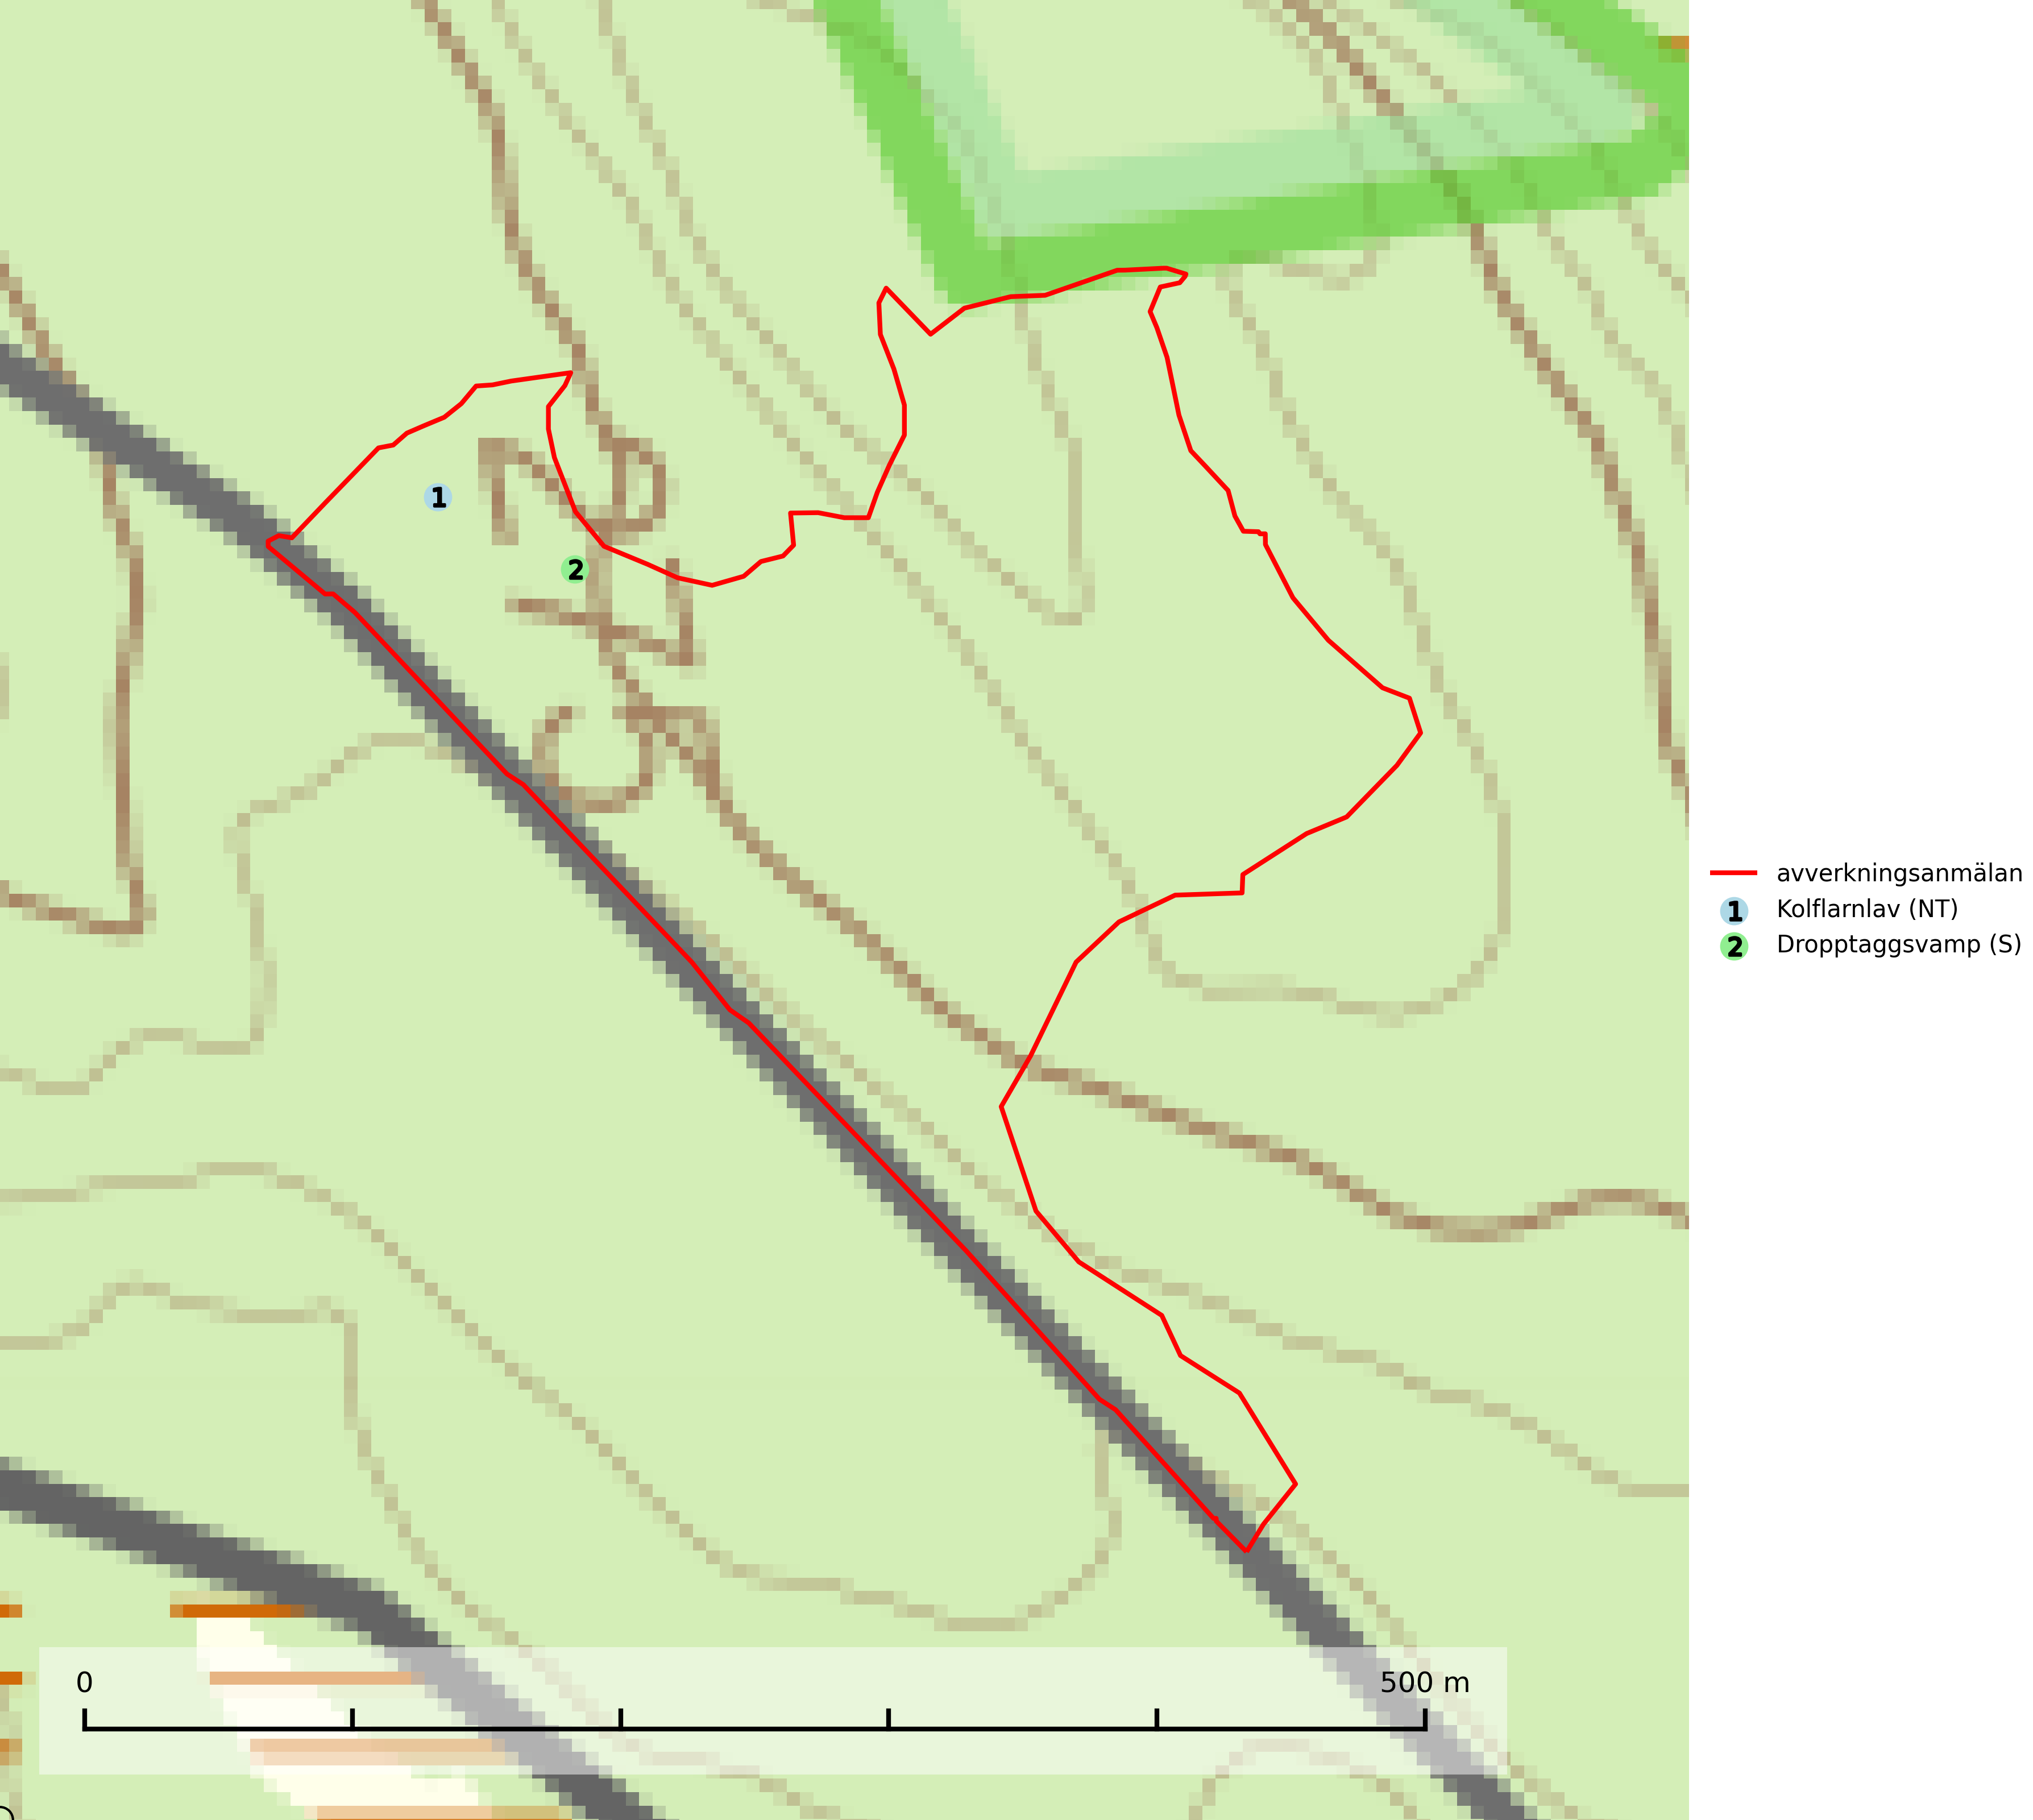 1
2
avverkningsanmälan
1 Kolflarnlav (NT)
2 Dropptaggsvamp (S)
0 500 m